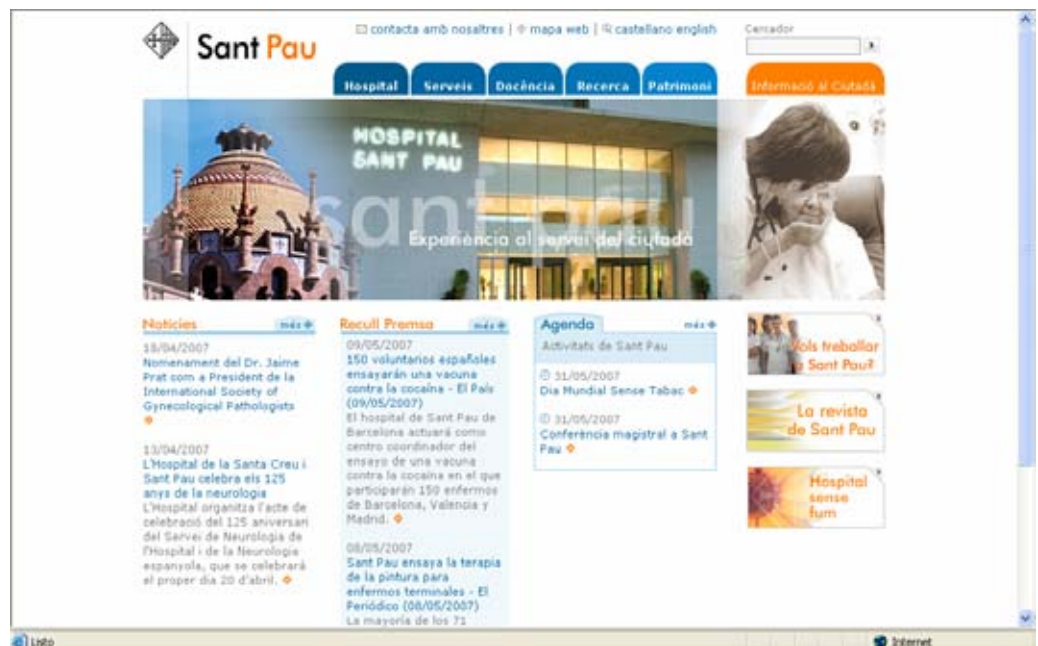 Sant Pau
contacta amb nosaltres | mapa web | castellano english
Cercador
Hospital Serveis Docència Recerca Patrimoni
Informació al Ciutadà
HOSPITAL
SANT PAU
sant pau
Experiència al servei del ciutadà
Notícies més
18/04/2007
Nomenament del Dr. Jaime
Prat com a President de la
International Society of
Gynecological Pathologists
13/04/2007
L'Hospital de la Santa Creu i
Sant Pau celebra els 125
anys de la neurologia
L'Hospital organitza l'acte de
celebració del 125 aniversari
del Servei de Neurologia de
l'Hospital i de la Neurologia
espanyola, que se celebrarà
el proper dia 20 d'abril.
Recull Premsa més
09/05/2007
150 voluntarios españoles
ensayarán una vacuna
contra la cocaína - El País
(09/05/2007)
El hospital de Sant Pau de
Barcelona actuará como
centro coordinador del
ensayo de una vacuna
contra la cocaína en el que
participarán 150 enfermos
de Barcelona, Valencia y
Madrid.
08/05/2007
Sant Pau ensaya la terapia
de la pintura para
enfermos terminales - El
Periódico (08/05/2007)
La mayoría de los 71
Agenda més
Activitats de Sant Pau
31/05/2007
Dia Mundial Sense Tabac
31/05/2007
Conferència magistral a Sant
Pau
Vols treballar
a Sant Pau?
La revista
de Sant Pau
Hospital
sense
fum
Listo
Internet